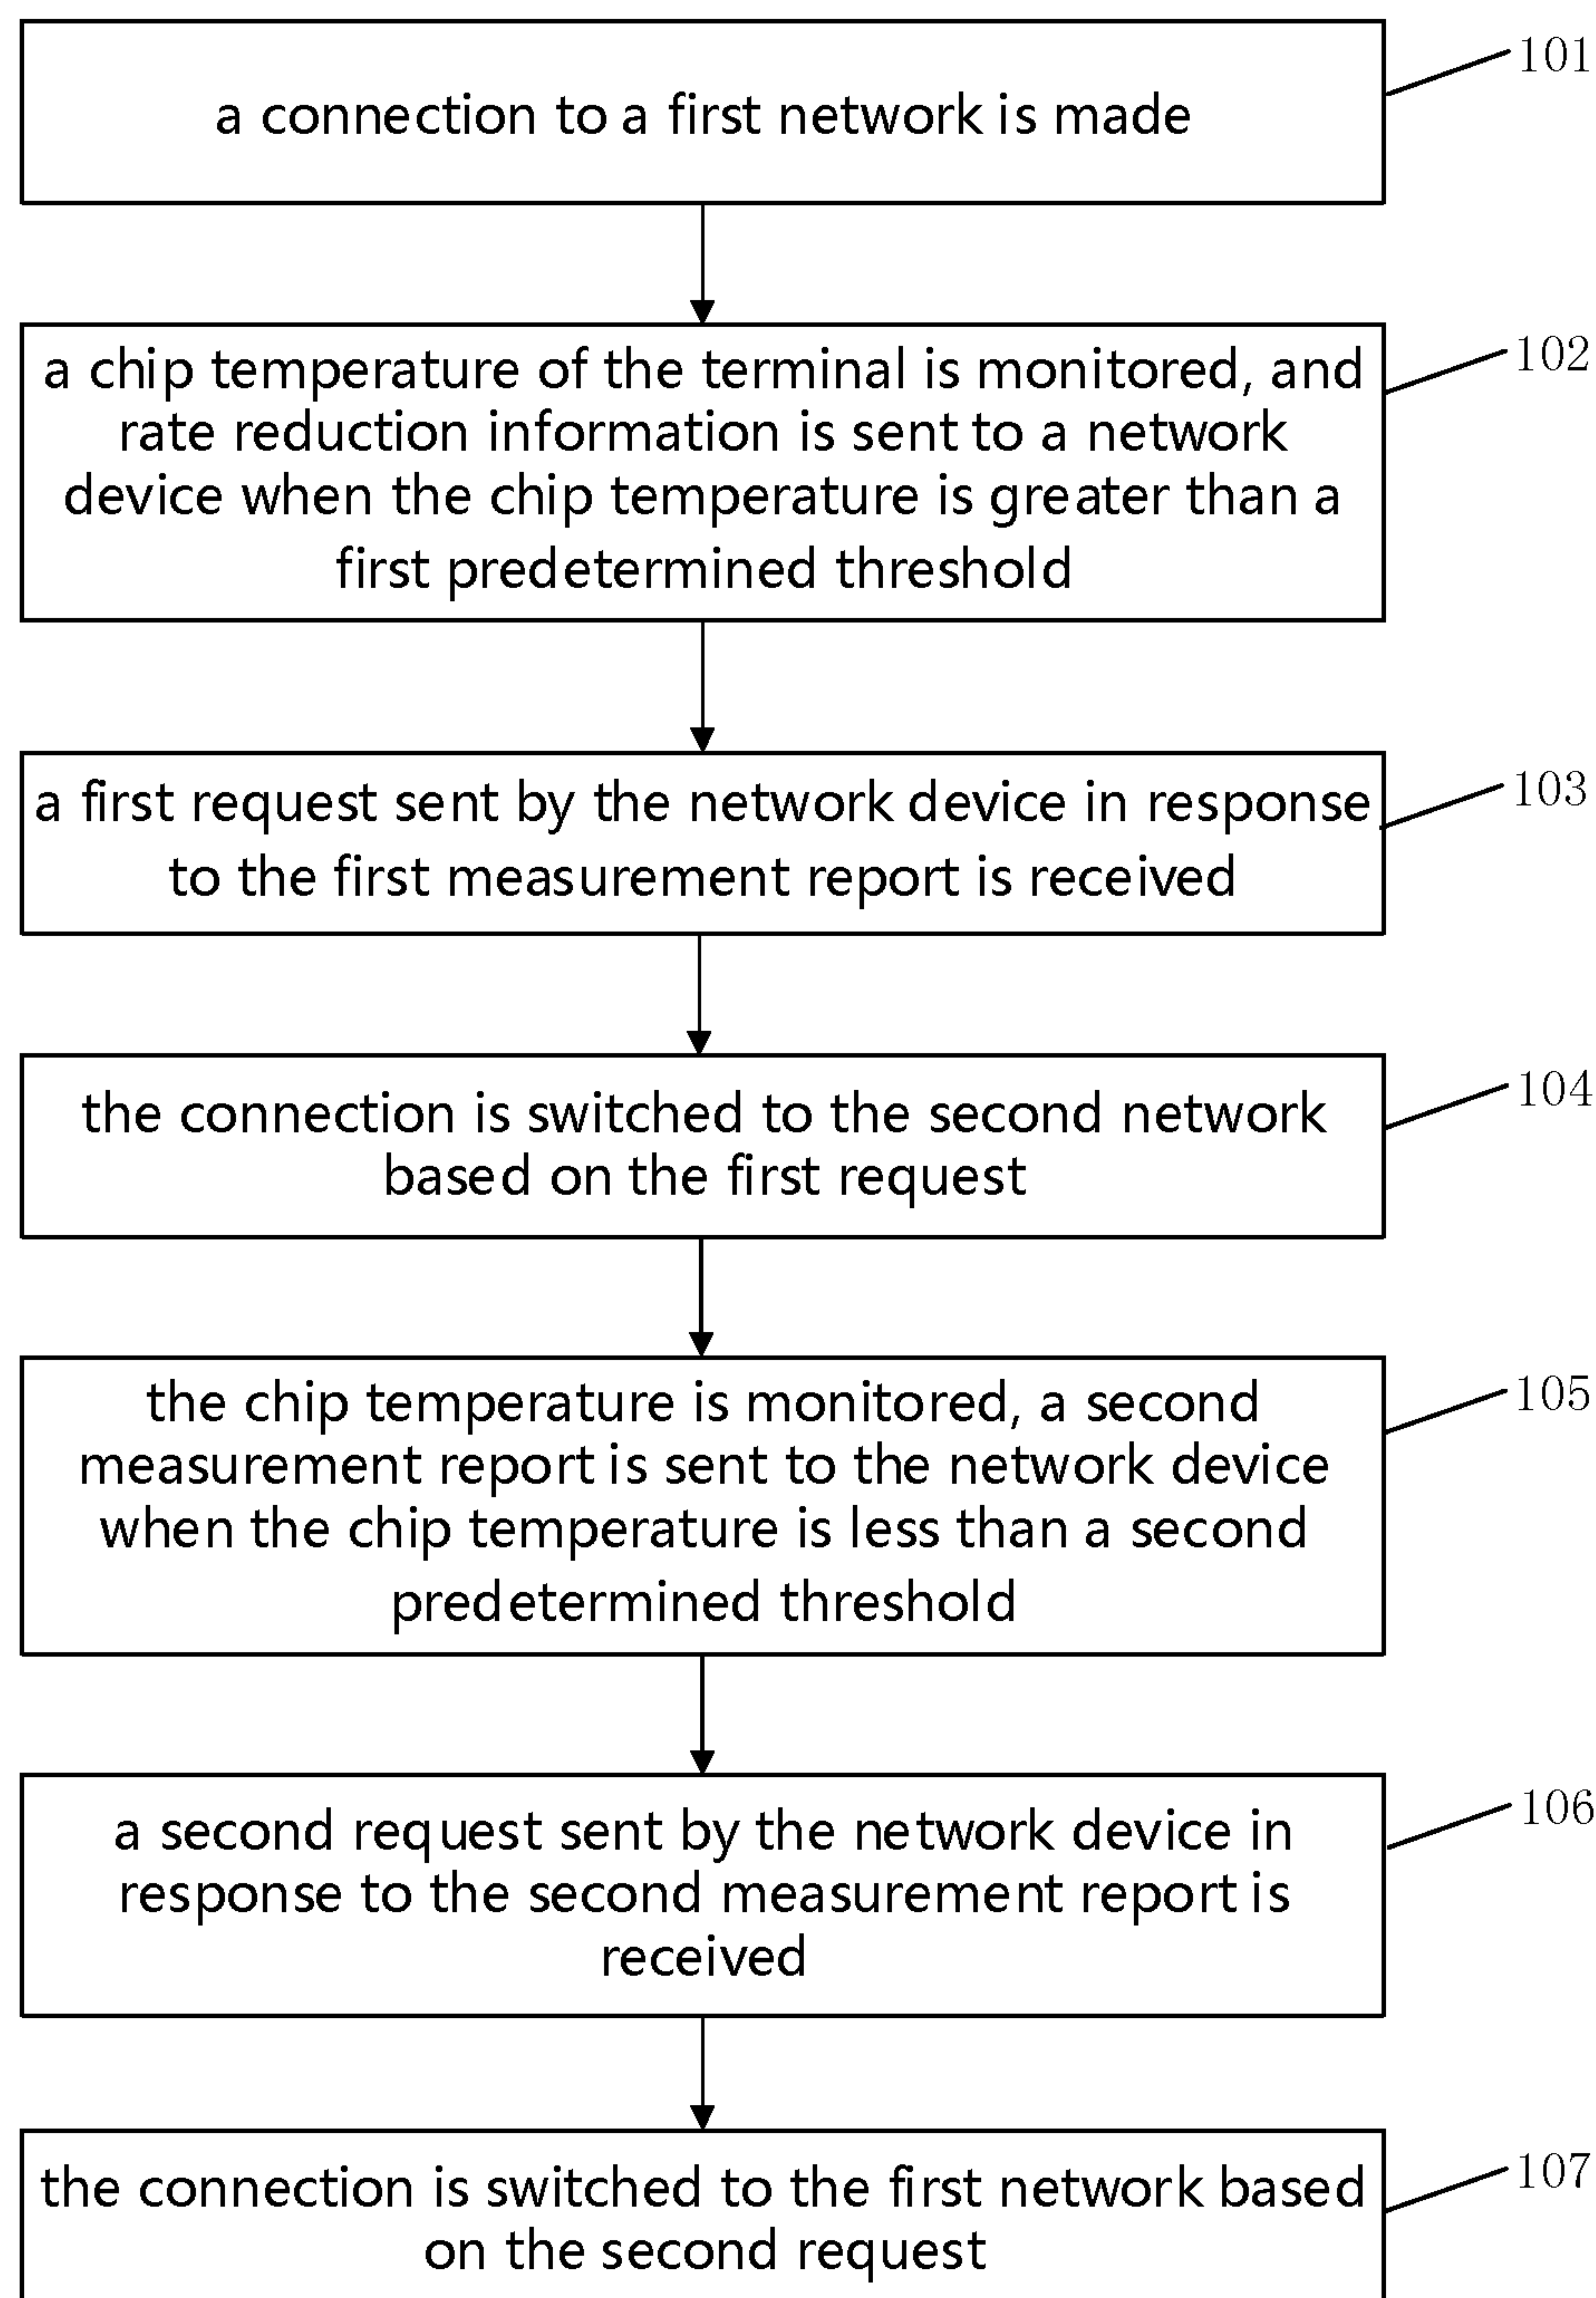 a connection to a first network is made
101
a chip temperature of the terminal is monitored, and
rate reduction information is sent to a network
device when the chip temperature is greater than a
first predetermined threshold
102
a first request sent by the network device in response
to the first measurement report is received
103
the connection is switched to the second network
based on the first request
104
the chip temperature is monitored, a second
measurement report is sent to the network device
when the chip temperature is less than a second
predetermined threshold
105
a second request sent by the network device in
response to the second measurement report is
received
106
the connection is switched to the first network based
on the second request
107